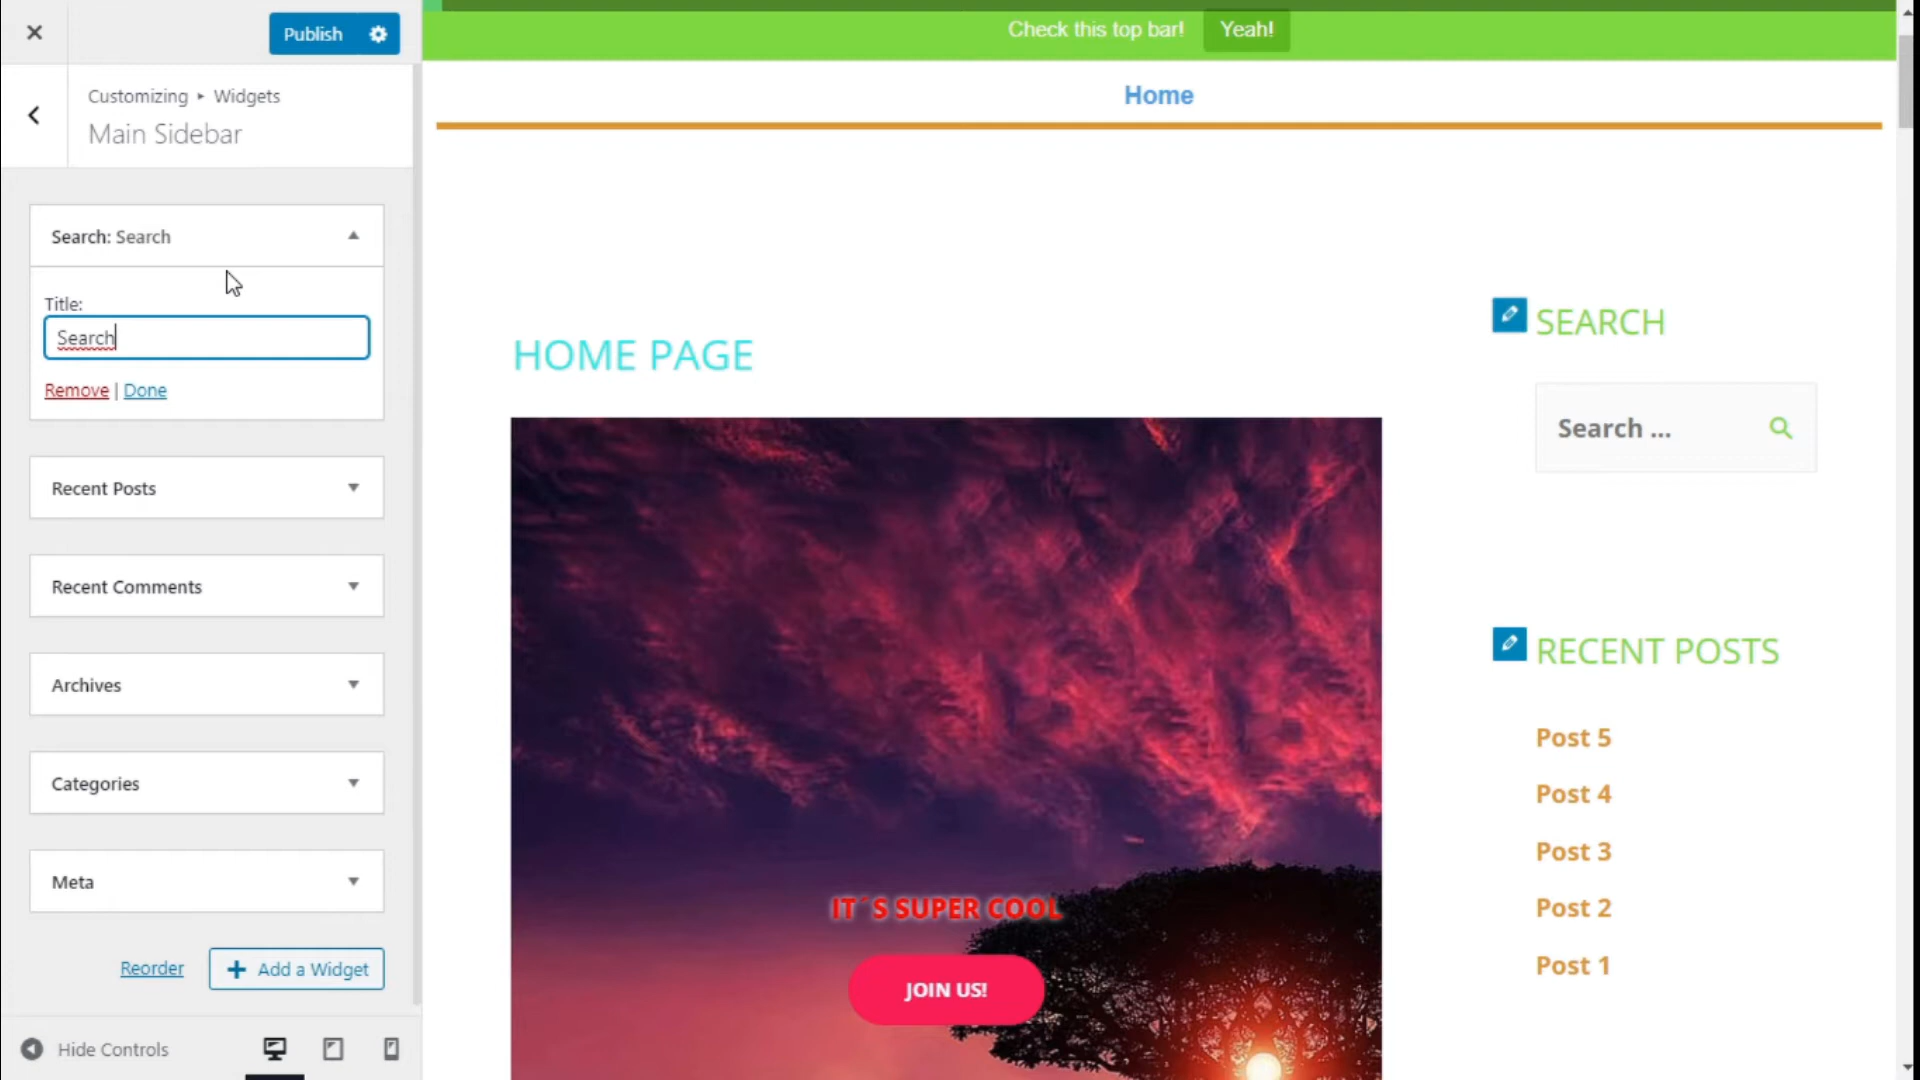 Publish
Customizing ▸ Widgets
Main Sidebar
Search: Search
Title:
Search
Remove | Done
Recent Posts
Recent Comments
Archives
Categories
Meta
Reorder
Add a Widget
Hide Controls
Check this top bar! Yeah!
Home
HOME PAGE
IT´S SUPER COOL
JOIN US!
SEARCH
Search ...
RECENT POSTS
Post 5
Post 4
Post 3
Post 2
Post 1